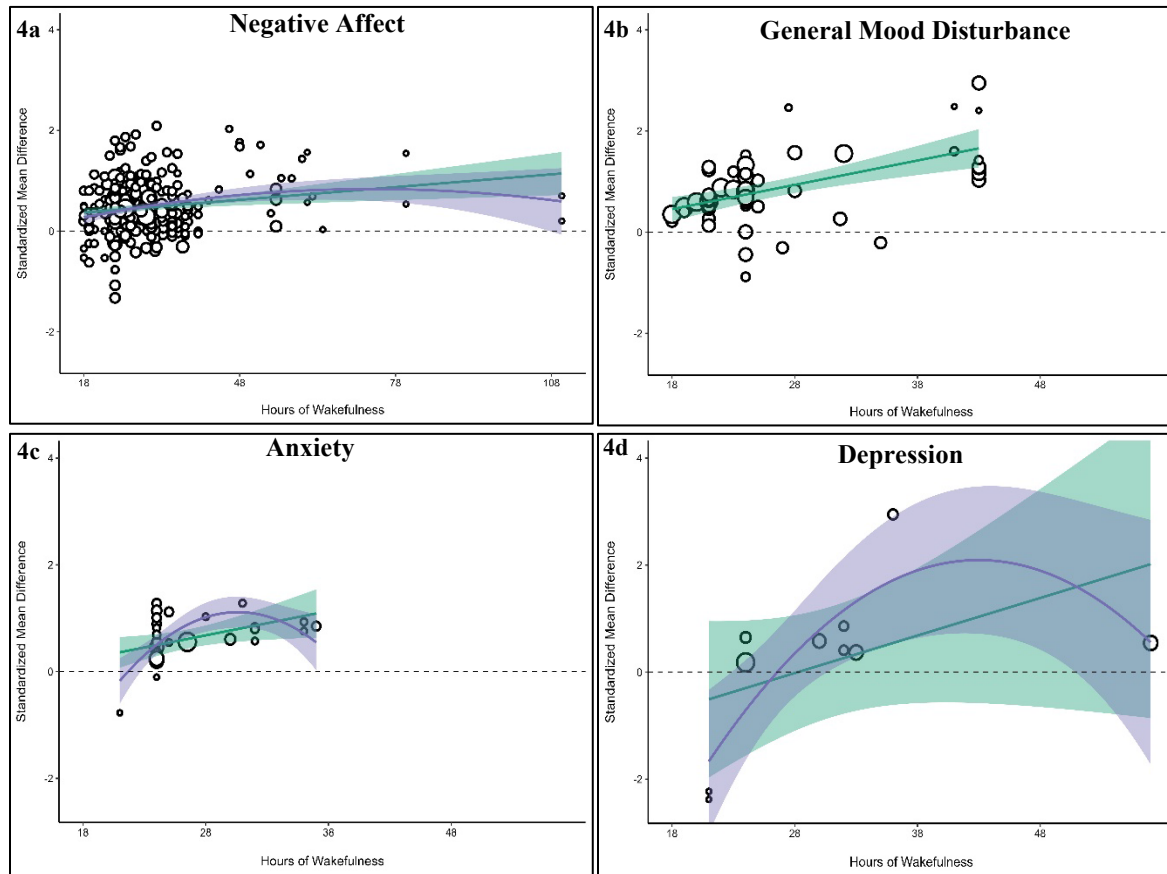 4a
Negative Affect
Standardized Mean Difference
4
2
0
-2
18
48
78
108
Hours of Wakefulness
4b
General Mood Disturbance
Standardized Mean Difference
4
2
0
-2
18
28
38
48
Hours of Wakefulness
4c
Anxiety
Standardized Mean Difference
4
2
0
-2
18
28
38
48
Hours of Wakefulness
4d
Depression
Standardized Mean Difference
4
2
0
-2
18
28
38
48
Hours of Wakefulness